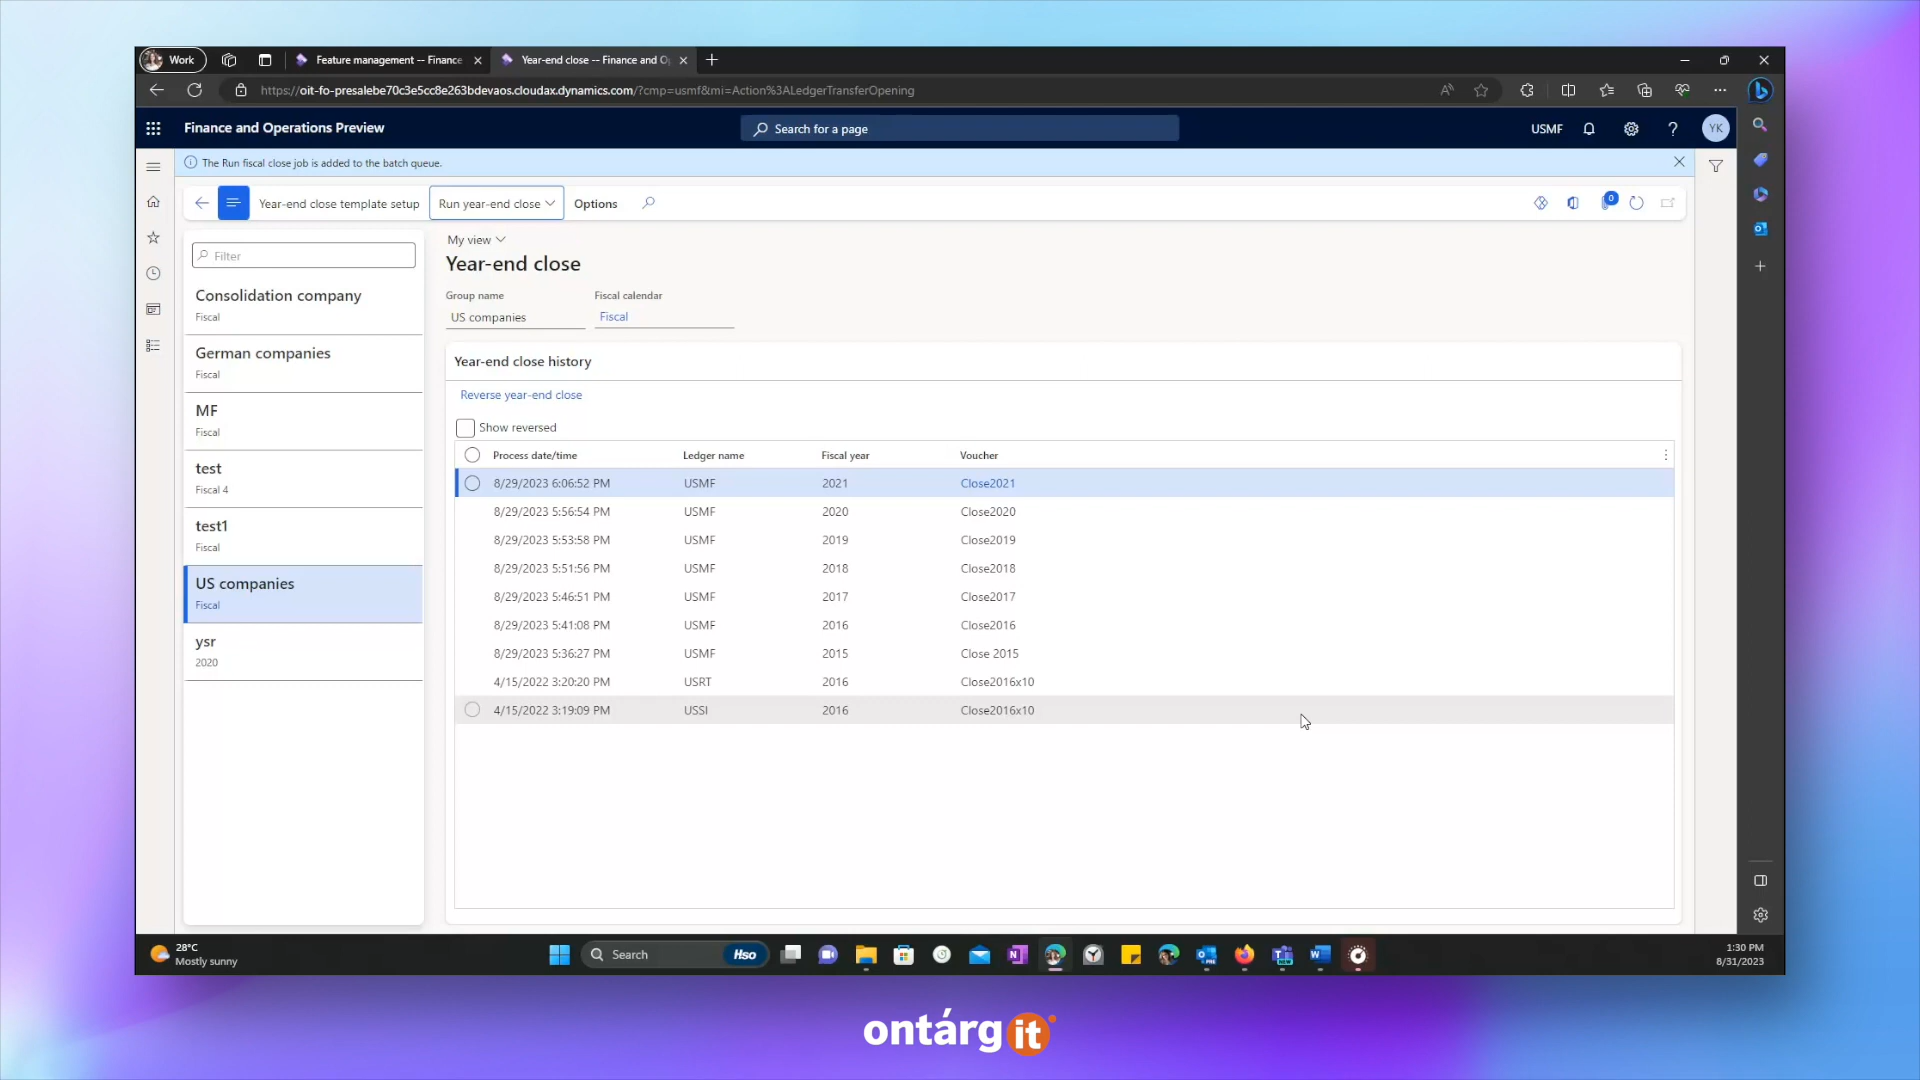 Work
Feature management -- Finance
Year-end close -- Finance and O
https://oit-fo-presalebe70c3e5cc8e263bdevaos.cloudax.dynamics.com/?cmp=usmf&mi=Action%3ALedgerTransferOpening
Finance and Operations Preview
Search for a page
USMF
YK
The Run fiscal close job is added to the batch queue.
Year-end close template setup
Run year-end close
Options
0
Filter
Consolidation company
Fiscal
German companies
Fiscal
MF
Fiscal
test
Fiscal 4
test1
Fiscal
US companies
Fiscal
ysr
2020
My view
Year-end close
Group name Fiscal calendar
US companies Fiscal
Year-end close history
Reverse year-end close
Show reversed
Process date/time Ledger name Fiscal year Voucher
8/29/2023 6:06:52 PM USMF 2021 Close2021
8/29/2023 5:56:54 PM USMF 2020 Close2020
8/29/2023 5:53:58 PM USMF 2019 Close2019
8/29/2023 5:51:56 PM USMF 2018 Close2018
8/29/2023 5:46:51 PM USMF 2017 Close2017
8/29/2023 5:41:08 PM USMF 2016 Close2016
8/29/2023 5:36:27 PM USMF 2015 Close 2015
4/15/2022 3:20:20 PM USRT 2016 Close2016x10
4/15/2022 3:19:09 PM USSI 2016 Close2016x10
28°C
Mostly sunny
Search
Hso
1:30 PM
8/31/2023
ontárgit